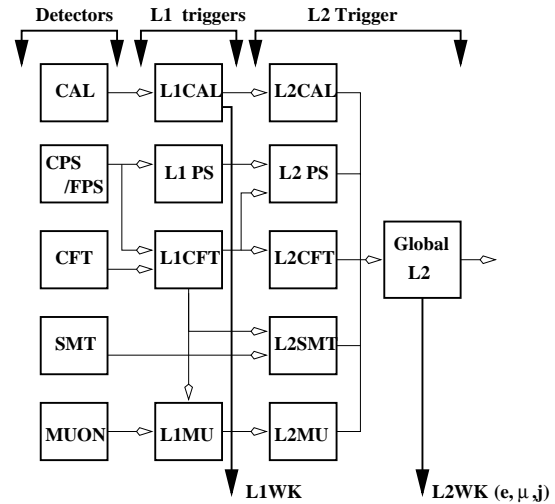 Detectors L1 triggers L2 Trigger
CAL L1CAL L2CAL
CPS
/FPS
L1 PS L2 PS
CFT L1CFT L2CFT
Global
L2
SMT L2SMT
MUON L1MU L2MU
L1WK L2WK (e, μ,j)